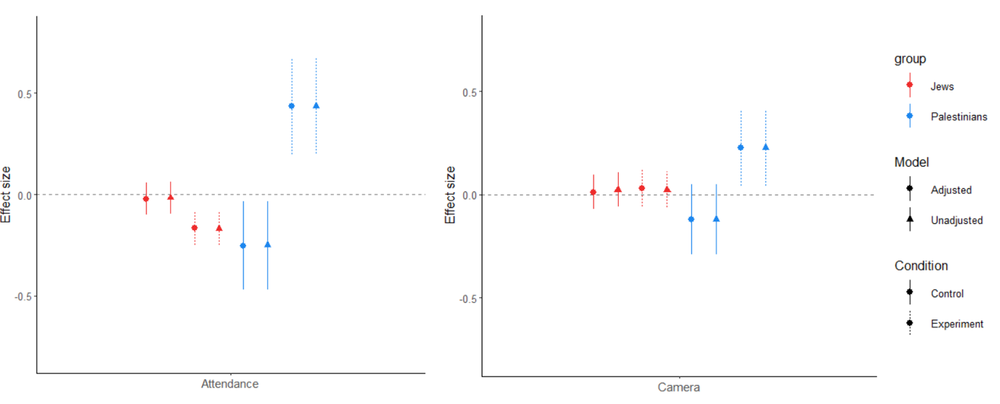 Effect size
0.5
0.0
-0.5
Attendance
Effect size
0.5
0.0
-0.5
Camera
group
Jews
Palestinians
Model
Adjusted
Unadjusted
Condition
Control
Experiment